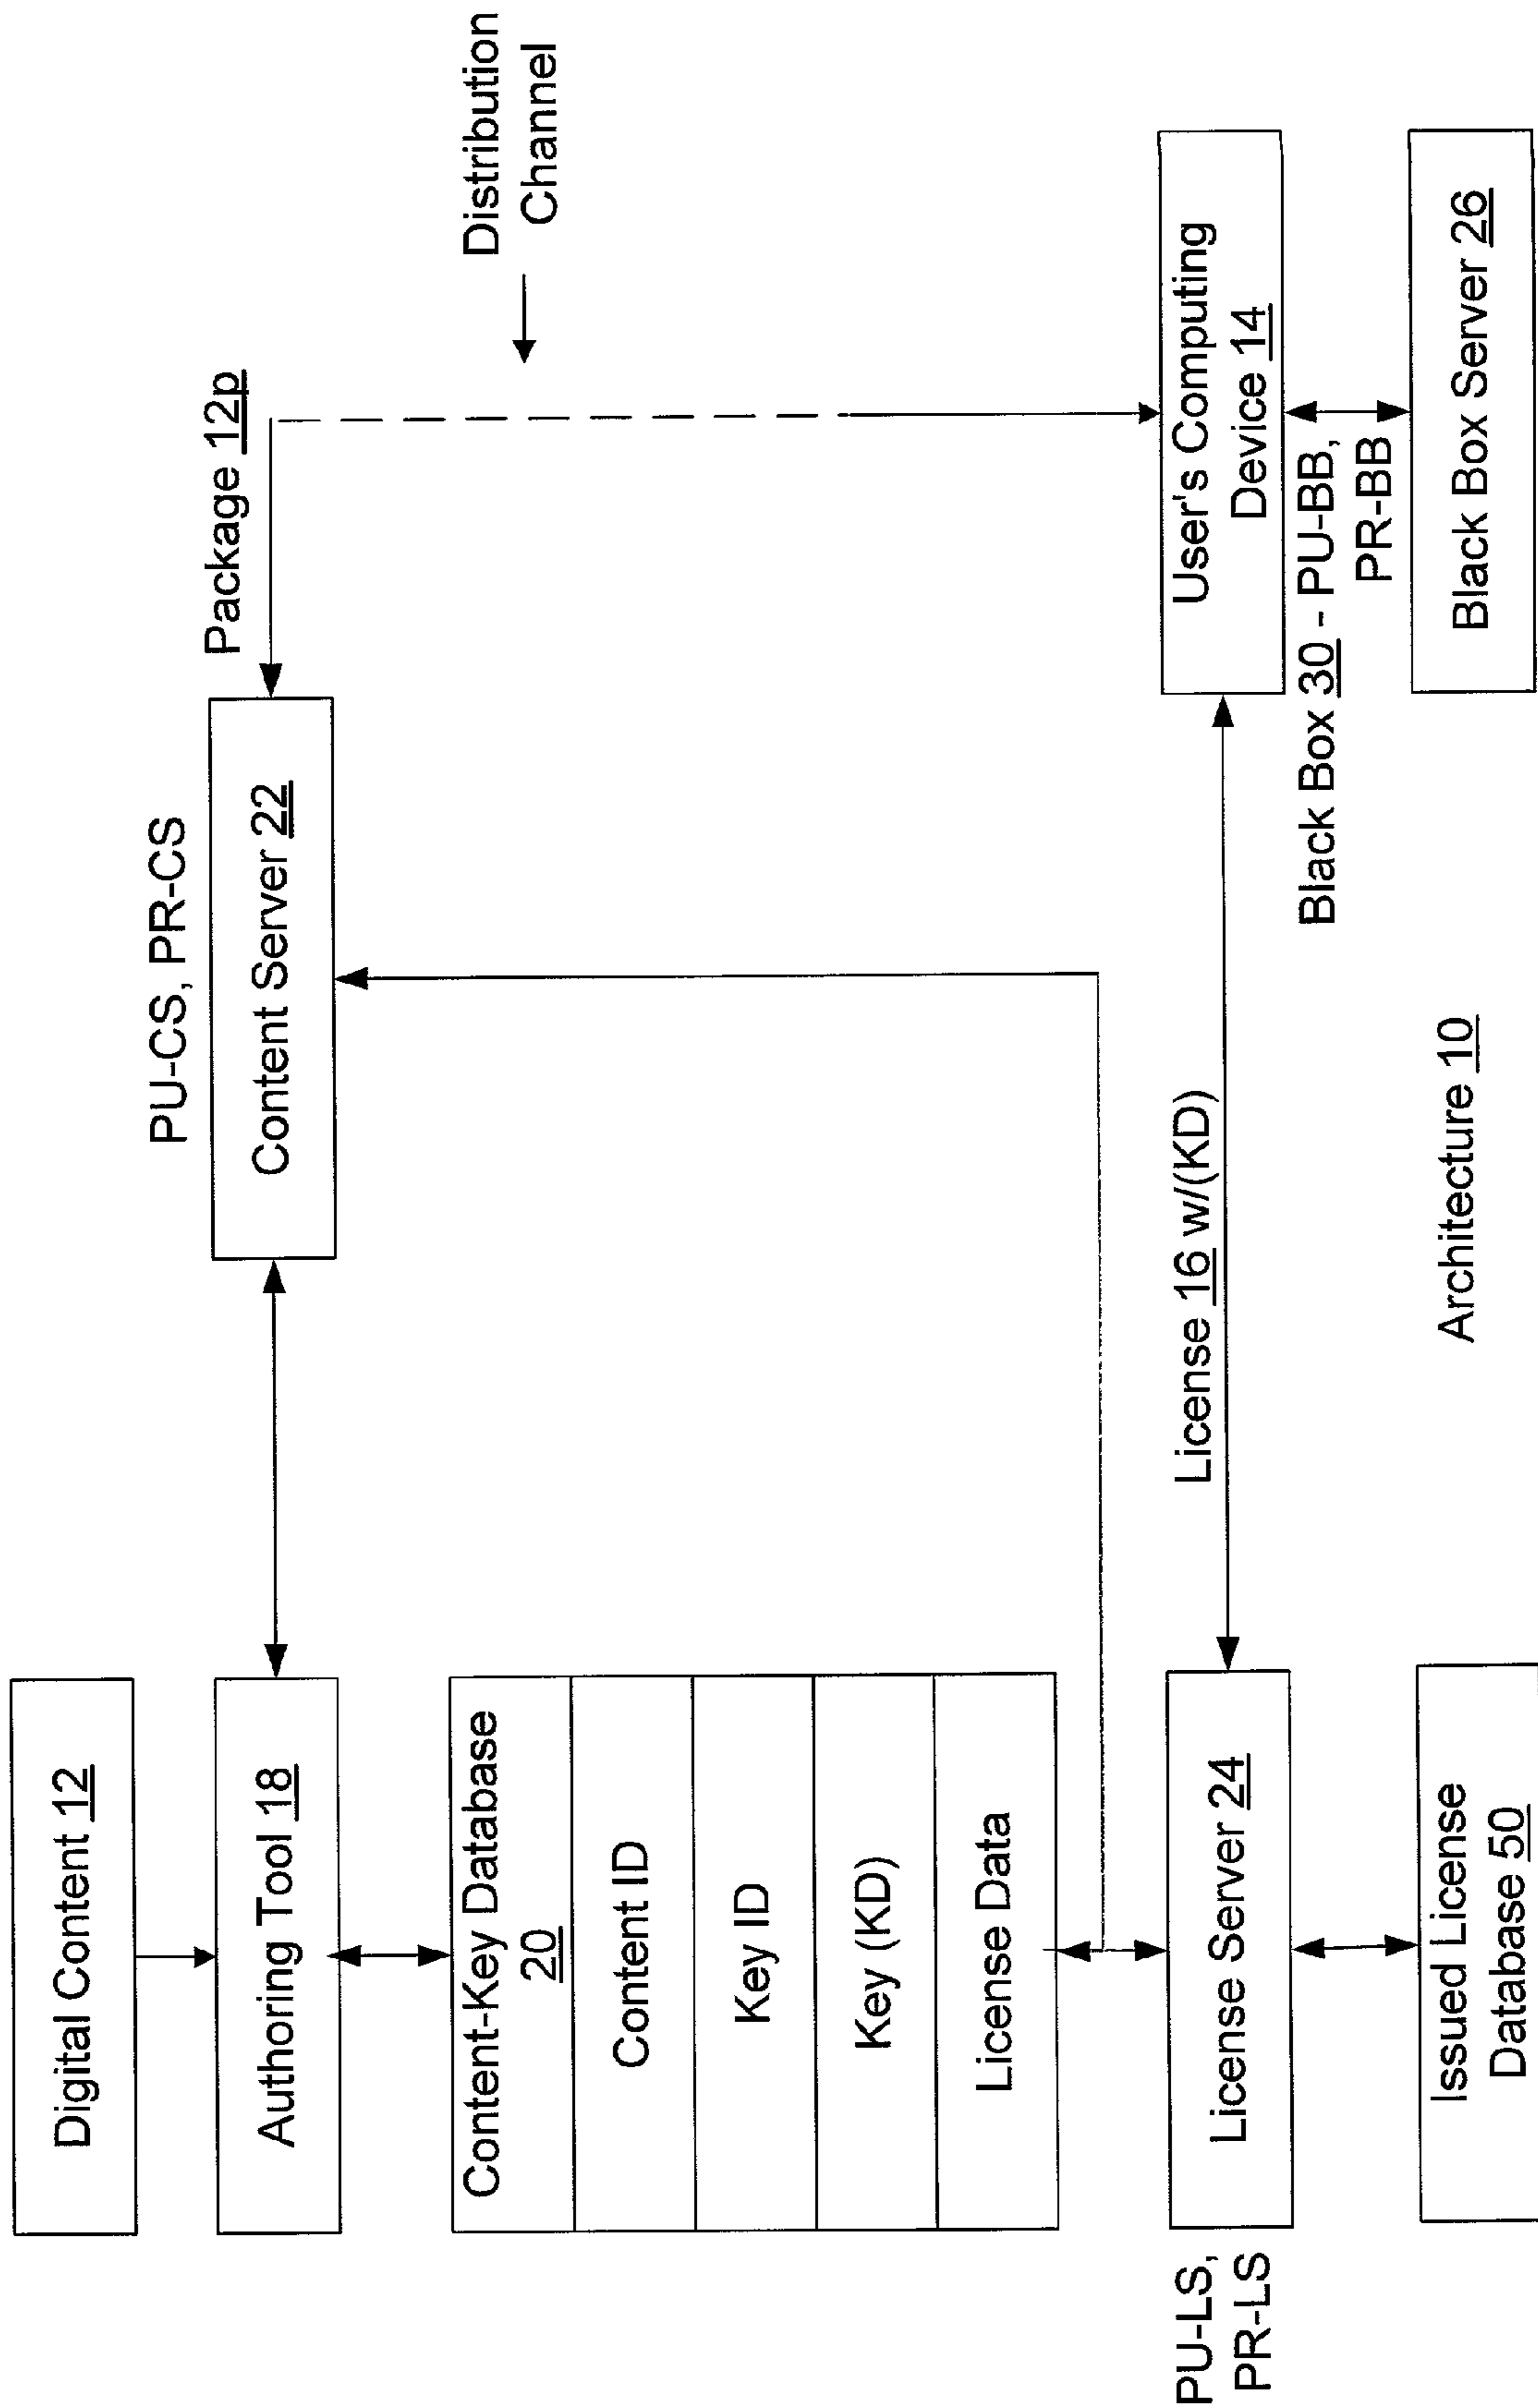 Digital Content 12
Authoring Tool 18
Content-Key Database
20
Content ID
Key ID
Key (KD)
License Data
PU-LS,
PR-LS
License Server 24
Issued License
Database 50
PU-CS, PR-CS
Content Server 22
Package 12p
Distribution
Channel
License 16 w/(KD)
User's Computing
Device 14
Black Box 30 - PU-BB,
PR-BB
Black Box Server 26
Architecture 10